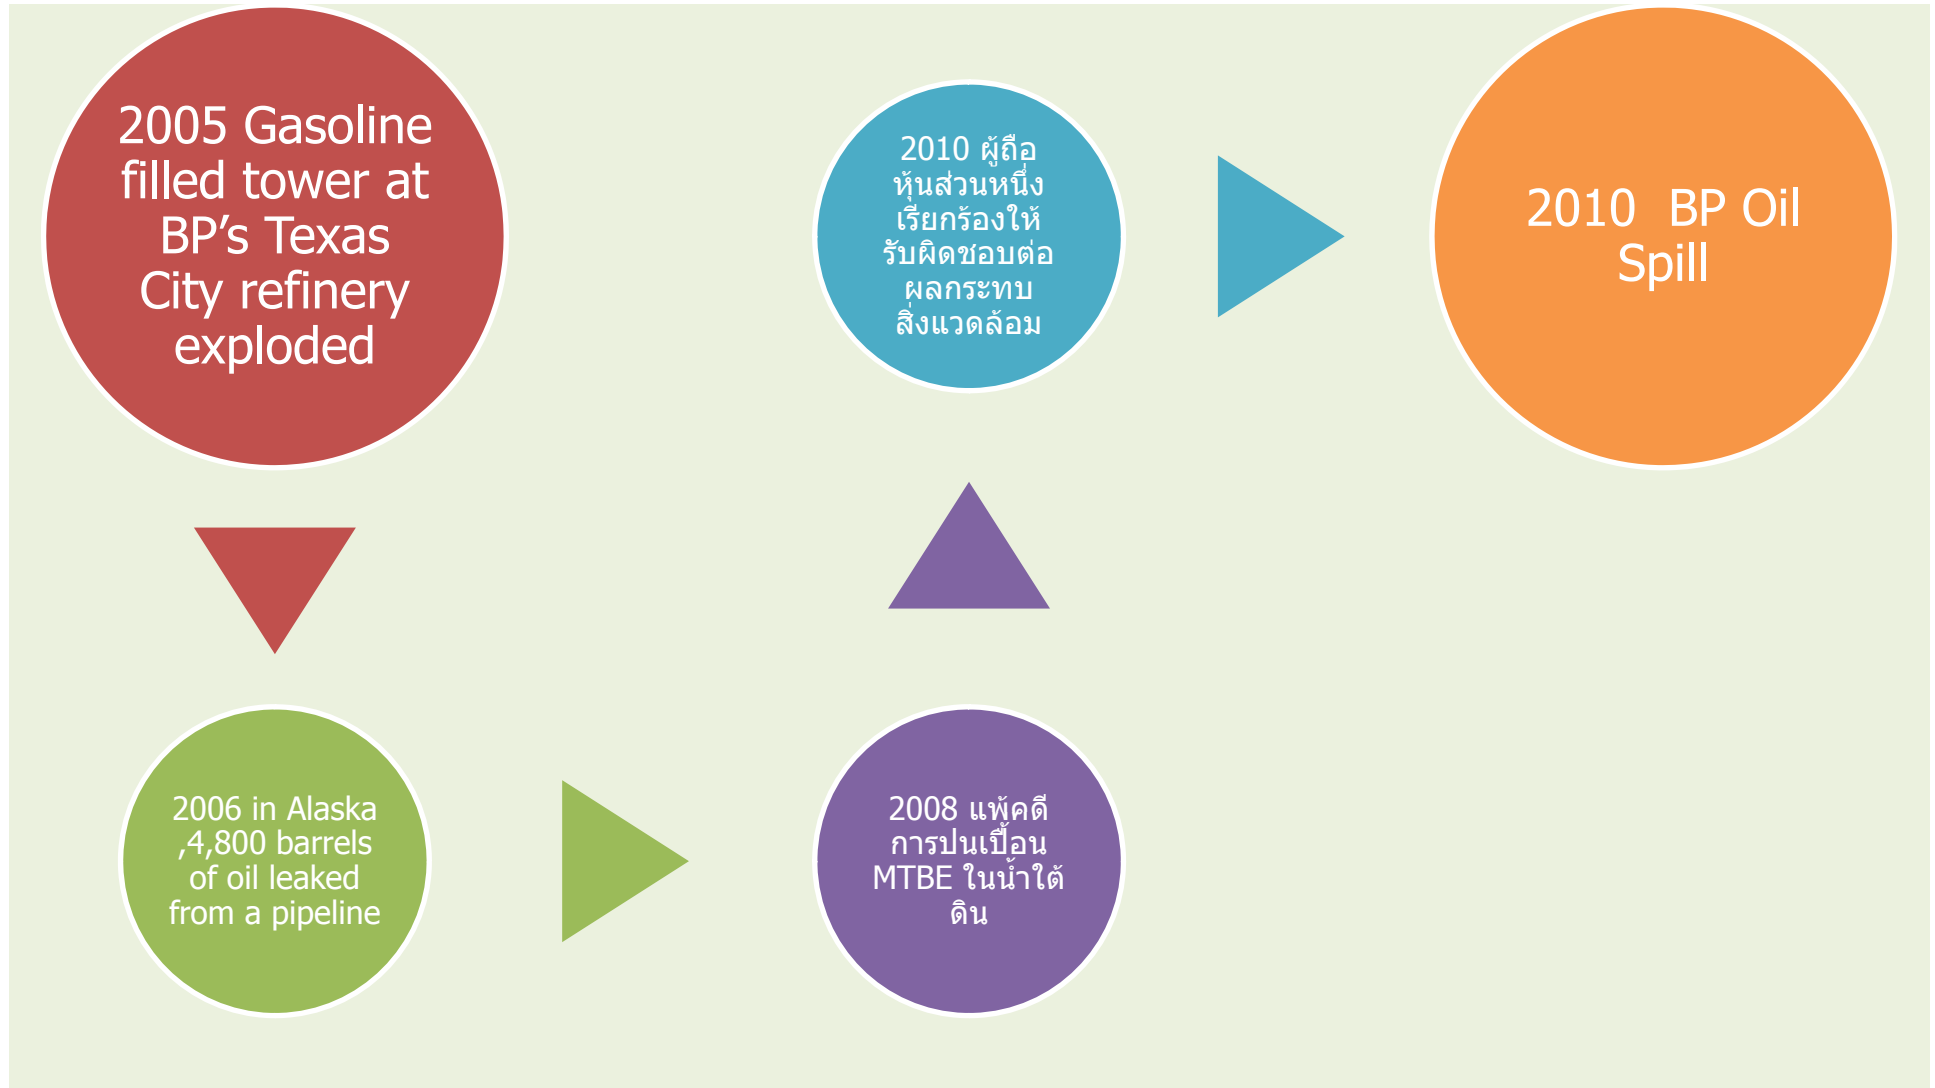 2005 Gasoline
filled tower at
BP’s Texas
City refinery
exploded
2006 in Alaska
,4,800 barrels
of oil leaked
from a pipeline
2008 แพ้คดี
การปนเปื้อน
MTBE ในน้ำใต้
ดิน
2010 ผู้ถือ
หุ้นส่วนหนึ่ง
เรียกร้องให้
รับผิดชอบต่อ
ผลกระทบ
สิ่งแวดล้อม
2010  BP Oil
Spill